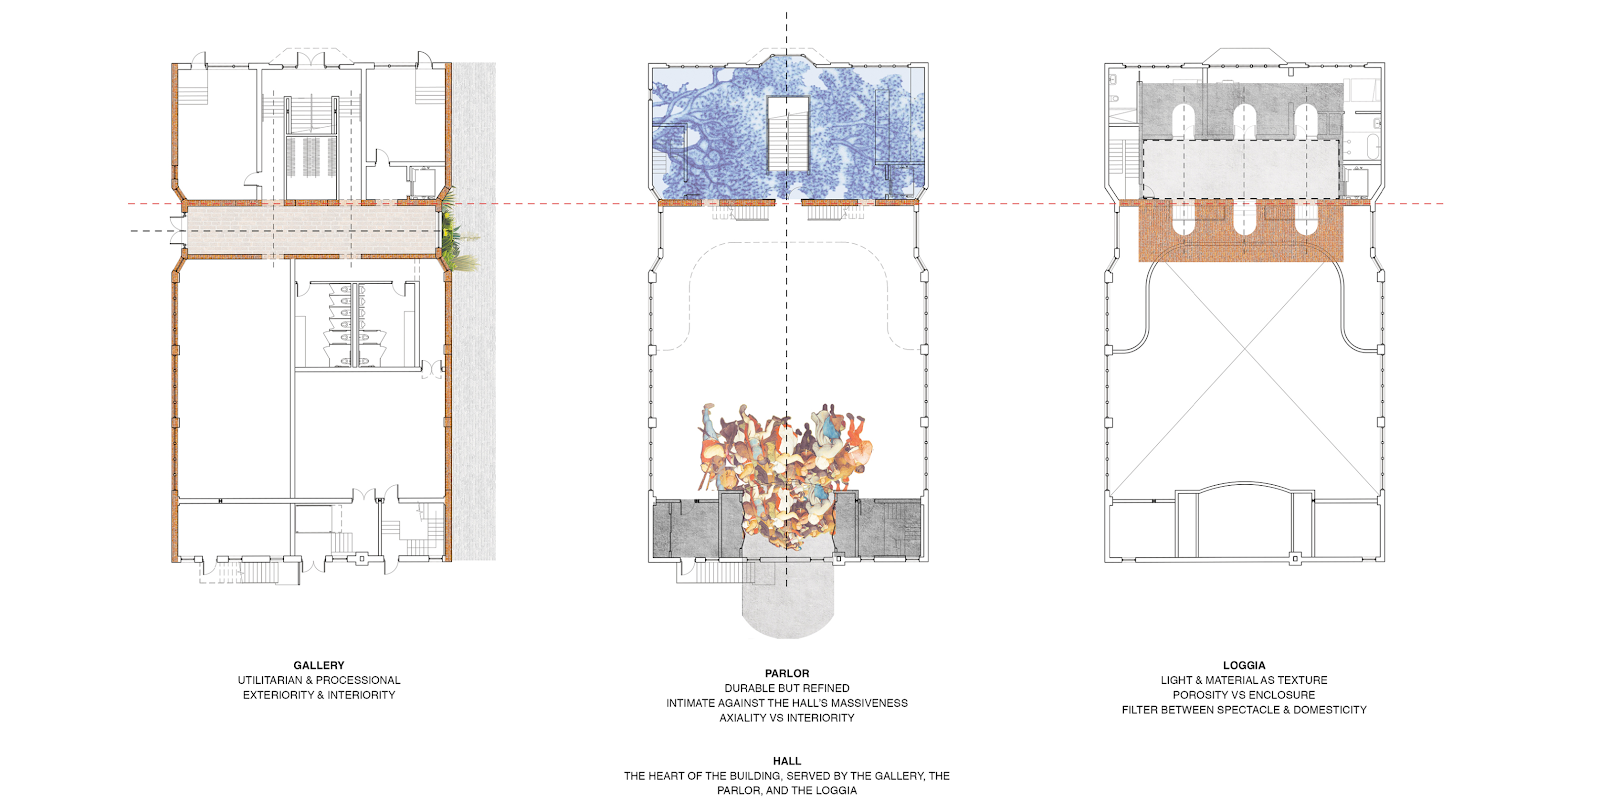 GALLERY
UTILITARIAN & PROCESSIONAL
EXTERIORITY & INTERIORITY
PARLOR
DURABLE BUT REFINED
INTIMATE AGAINST THE HALL'S MASSIVENESS
AXIALITY VS INTERIORITY
HALL
THE HEART OF THE BUILDING, SERVED BY THE GALLERY, THE
PARLOR, AND THE LOGGIA
LOGGIA
LIGHT & MATERIAL AS TEXTURE
POROSITY VS ENCLOSURE
FILTER BETWEEN SPECTACLE & DOMESTICITY